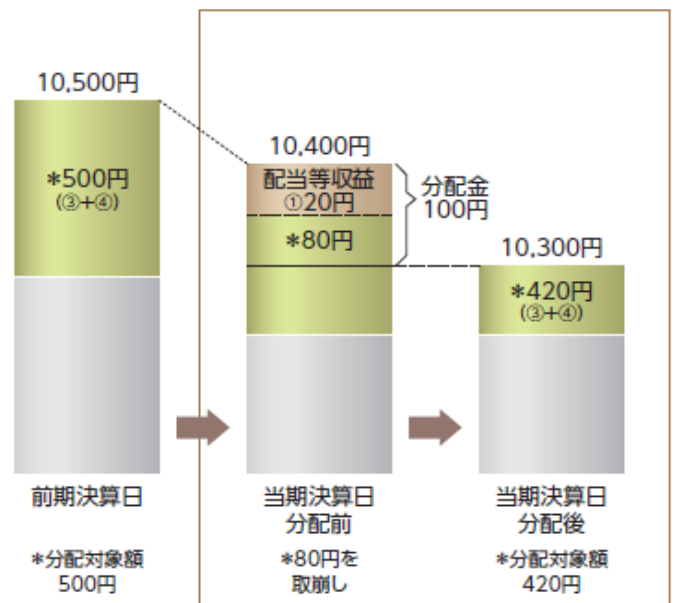 10,500円
*500円
(③+④)
10,400円
配当等収益
①20円
*80円
分配金
100円
10,300円
*420円
(③+④)
前期決算日
当期決算日
分配前
当期決算日
分配後
*分配対象額
500円
*80円を
取崩し
*分配対象額
420円